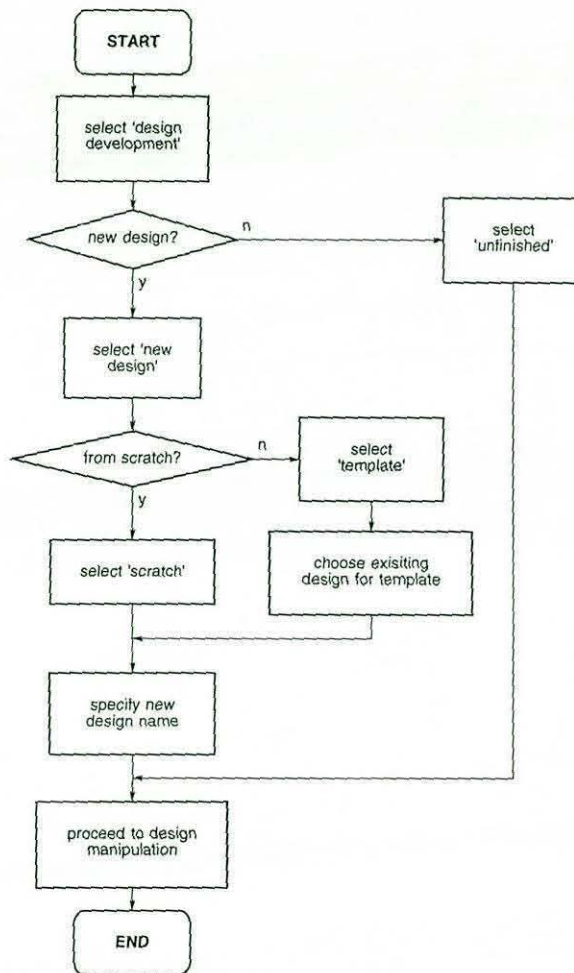 START
select 'design
development'
new design?
n
select
'unfinished'
y
select 'new
design'
from scratch?
n
select
'template'
y
select 'scratch'
choose exisiting
design for template
specify new
design name
proceed to design
manipulation
END